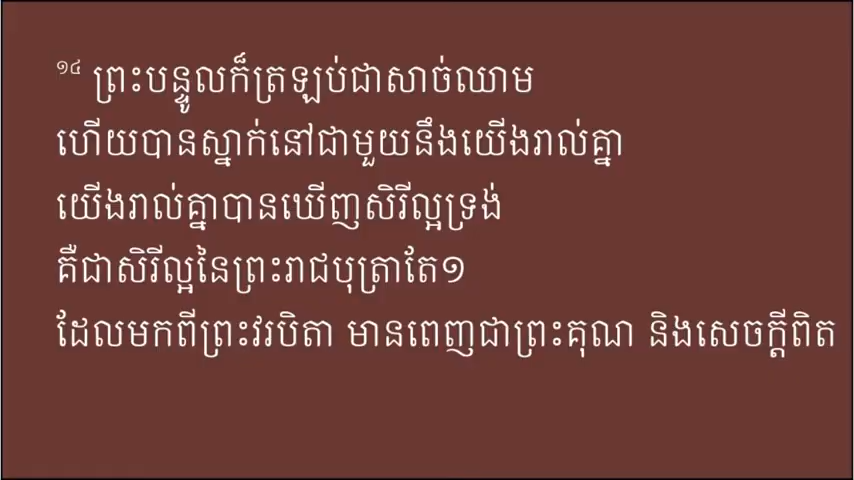 ១៤ ព្រះបន្ទូលក៏ត្រឡប់ជាសាច់ឈាម
ហើយបានស្នាក់នៅជាមួយនឹងយើងរាល់គ្នា
យើងរាល់គ្នាបានឃើញសិរីល្អទ្រង់
គឺជាសិរីល្អនៃព្រះរាជបុត្រាតែ១
ដែលមកពីព្រះវរបិតា មានពេញជាព្រះគុណ និងសេចក្ដីពិត